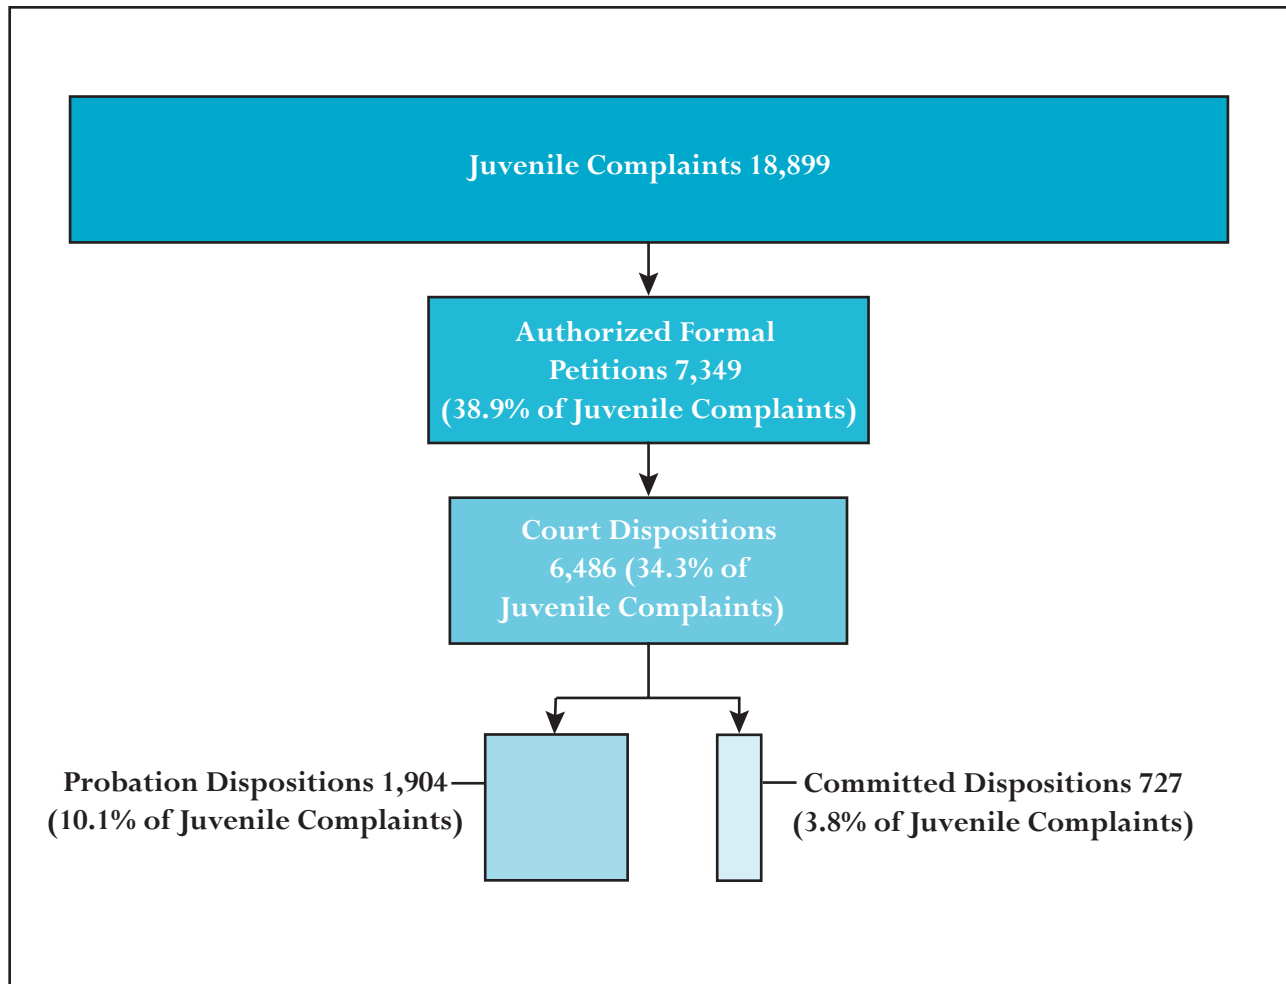 Juvenile Complaints 18,899
Authorized Formal
Petitions 7,349
(38.9% of Juvenile Complaints)
Court Dispositions
6,486 (34.3% of
Juvenile Complaints)
Probation Dispositions 1,904
(10.1% of Juvenile Complaints)
Committed Dispositions 727
(3.8% of Juvenile Complaints)